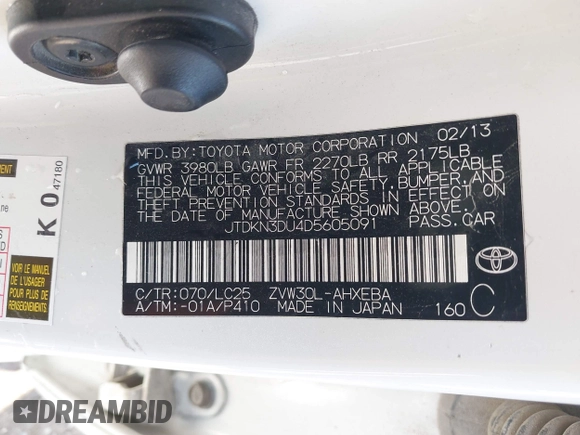 MFD.BY:TOYOTA MOTOR CORPORATION 02/13
GVWR 3980LB GAWR FR 2270LB RR 2175LB
THIS VEHICLE CONFORMS TO ALL APPLICABLE
FEDERAL MOTOR VEHICLE SAFETY,BUMPER,AND
THEFT PREVENTION STANDARDS IN EFFECT ON
THE DATE OF MANUFACTURE SHOWN ABOVE.
JTDKN3DU4D5605091 PASS.CAR
C/TR:070/LC25 ZVW30L-AHXEBA
A/TM:-01A/P410 MADE IN JAPAN 160 C
TOYOTA
K 0 47180
DREAMBID